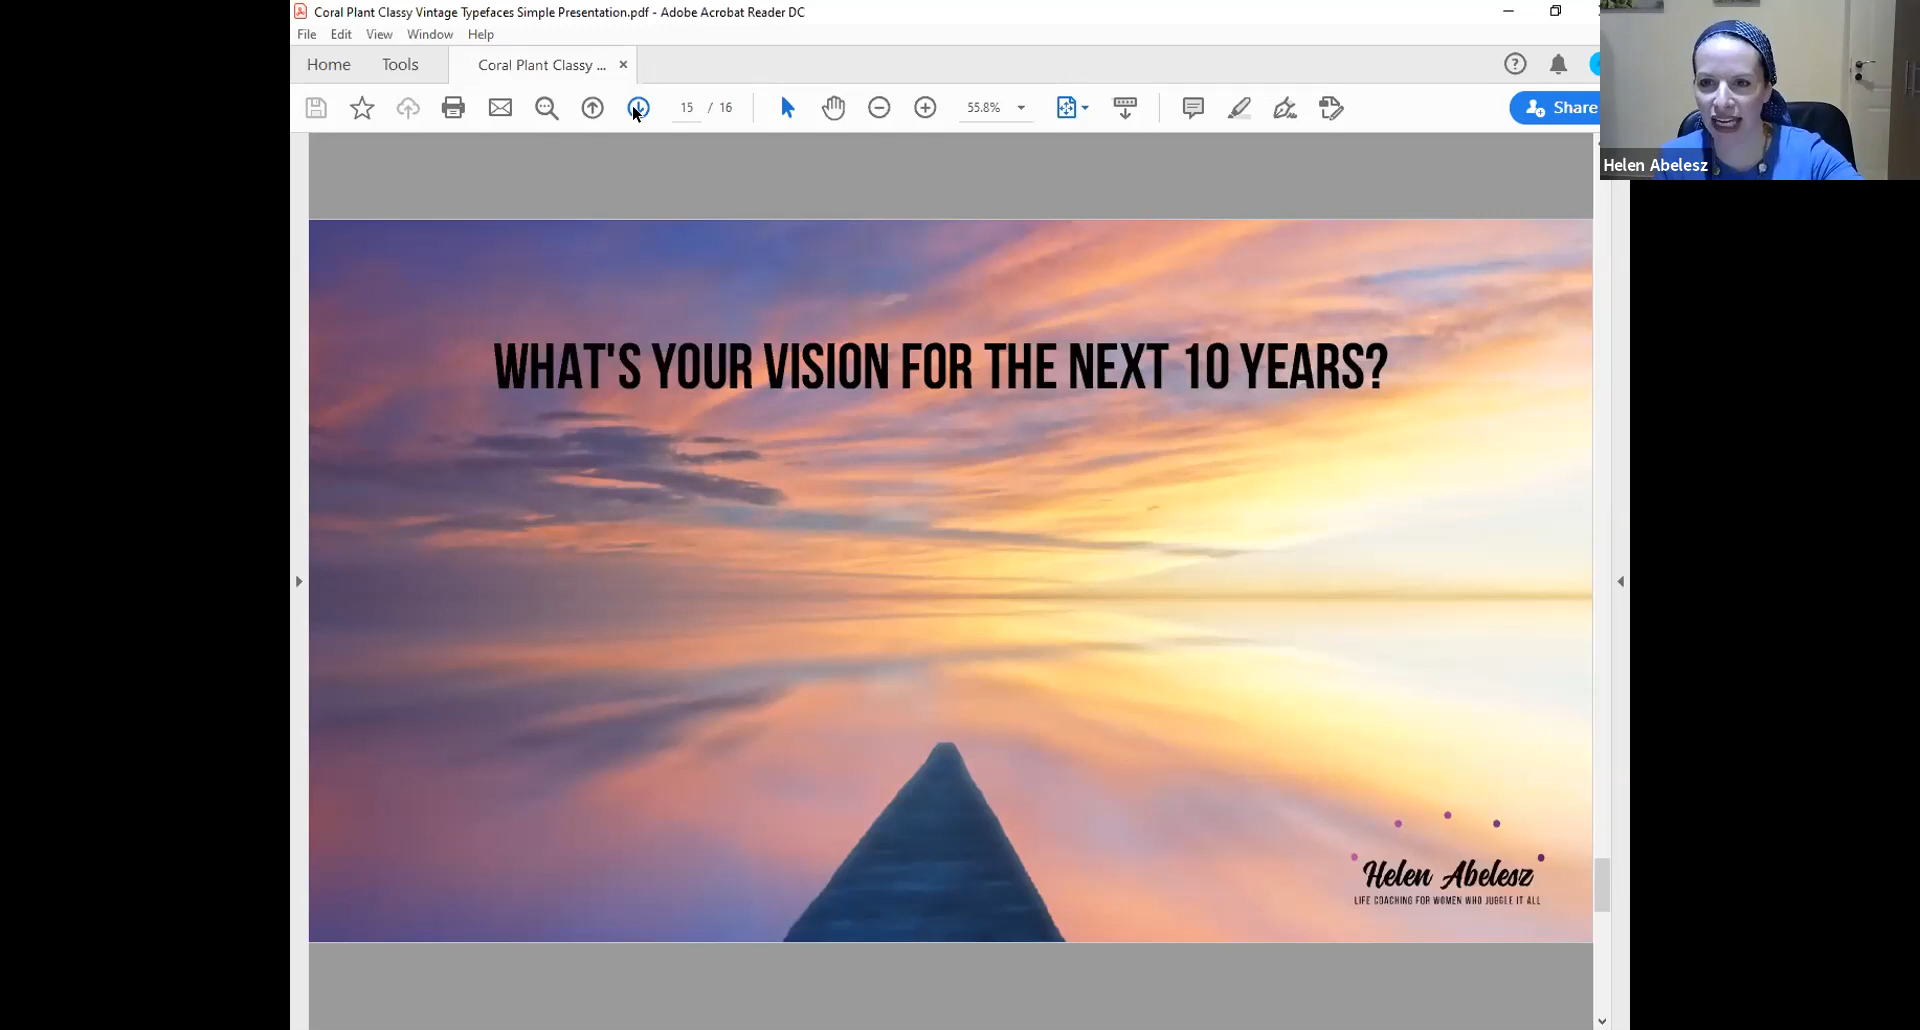 Coral Plant Classy Vintage Typefaces Simple Presentation.pdf - Adobe Acrobat Reader DC
File Edit View Window Help
Home Tools Coral Plant Classy ... ×
15 / 16 55.8% Share
Helen Abelesz
WHAT'S YOUR VISION FOR THE NEXT 10 YEARS?
Helen Abelesz
LIFE COACHING FOR WOMEN WHO JUGGLE IT ALL